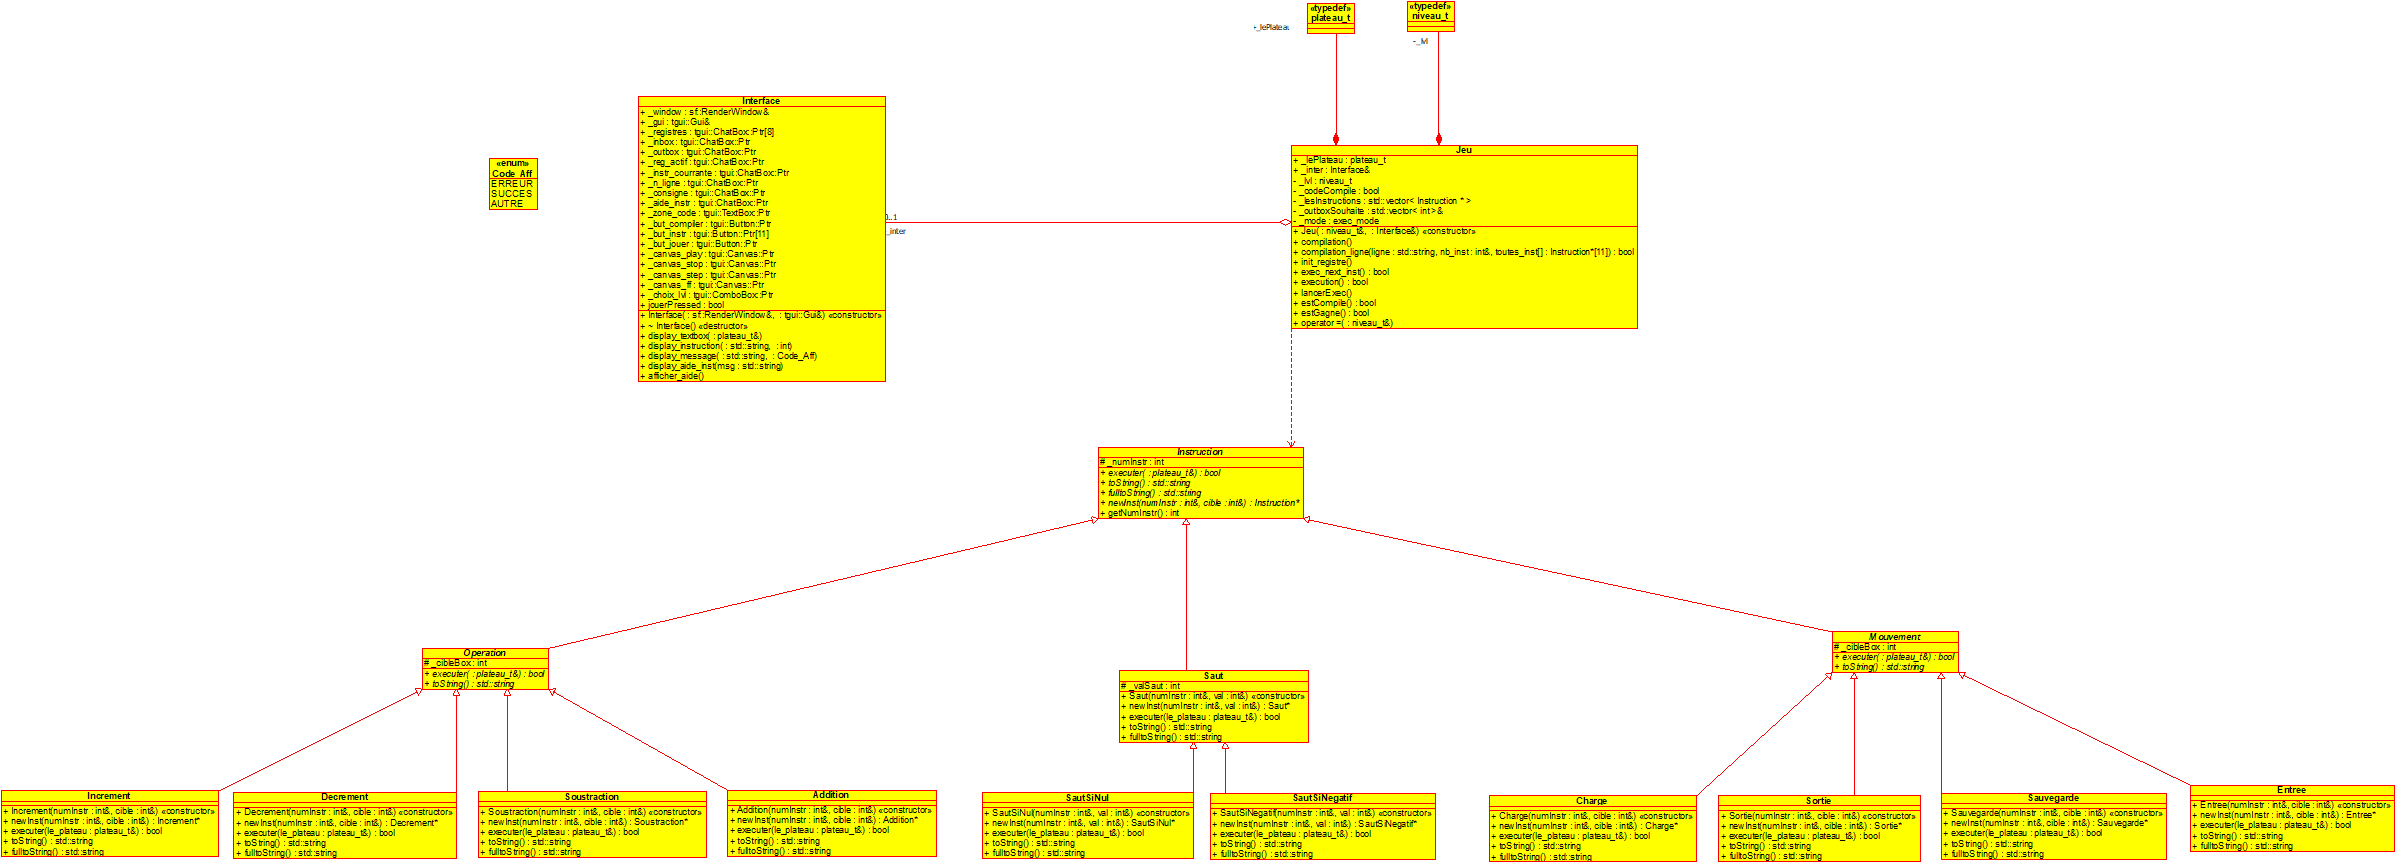 «typedef»
plateau_t
«typedef»
niveau_t
+_lePlateau
-_lvl
Interface
+ _window : sf::RenderWindow&
+ _gui : tgui::Gui&
+ _registres : tgui::ChatBox::Ptr[8]
+ _inbox : tgui::ChatBox::Ptr
+ _outbox : tgui::ChatBox::Ptr
+ _reg_actif : tgui::ChatBox::Ptr
+ _instr_courrante : tgui::ChatBox::Ptr
+ _n_ligne : tgui::ChatBox::Ptr
+ _consigne : tgui::ChatBox::Ptr
+ _aide_instr : tgui::ChatBox::Ptr
+ _zone_code : tgui::TextBox::Ptr
+ _but_compiler : tgui::Button::Ptr
+ _but_instr : tgui::Button::Ptr[11]
+ _but_jouer : tgui::Button::Ptr
+ _canvas_play : tgui::Canvas::Ptr
+ _canvas_stop : tgui::Canvas::Ptr
+ _canvas_step : tgui::Canvas::Ptr
+ _canvas_ff : tgui::Canvas::Ptr
+ _choix_lvl : tgui::ComboBox::Ptr
+ jouerPressed : bool
+ Interface( : sf::RenderWindow&, : tgui::Gui&) «constructor»
+ ~ Interface() «destructor»
+ display_textbox( : plateau_t&)
+ display_instruction( : std::string, : int)
+ display_message( : std::string, : Code_Aff)
+ display_aide_inst(msg : std::string)
+ afficher_aide()
«enum»
Code_Aff
ERREUR
SUCCES
AUTRE
0..1
_inter
Jeu
+ _lePlateau : plateau_t
+ _inter : Interface&
- _lvl : niveau_t
- _codeCompile : bool
- _lesInstructions : std::vector< Instruction * >
- _outboxSouhaite : std::vector< int >&
- _mode : exec_mode
+ Jeu( : niveau_t&, : Interface&) «constructor»
+ compilation()
+ compilation_ligne(ligne : std::string, nb_inst : int&, toutes_inst[] : Instruction*[11]) : bool
+ init_registre()
+ exec_next_inst() : bool
+ execution() : bool
+ lancerExec()
+ estCompile() : bool
+ estGagne() : bool
+ operator =( : niveau_t&)
Instruction
# _numInstr : int
+ executer( : plateau_t&) : bool
+ toString() : std::string
+ fulltoString() : std::string
+ newInst(numInstr : int&, cible : int&) : Instruction*
+ getNumInstr() : int
Operation
# _cibleBox : int
+ executer( : plateau_t&) : bool
+ toString() : std::string
Saut
# _valSaut : int
+ Saut(numInstr : int&, val : int&) «constructor»
+ newInst(numInstr : int&, val : int&) : Saut*
+ executer(le_plateau : plateau_t&) : bool
+ toString() : std::string
+ fulltoString() : std::string
Mouvement
# _cibleBox : int
+ executer( : plateau_t&) : bool
+ toString() : std::string
Increment
+ Increment(numInstr : int&, cible : int&) «constructor»
+ newInst(numInstr : int&, cible : int&) : Increment*
+ executer(le_plateau : plateau_t&) : bool
+ toString() : std::string
+ fulltoString() : std::string
Decrement
+ Decrement(numInstr : int&, cible : int&) «constructor»
+ newInst(numInstr : int&, cible : int&) : Decrement*
+ executer(le_plateau : plateau_t&) : bool
+ toString() : std::string
+ fulltoString() : std::string
Soustraction
+ Soustraction(numInstr : int&, cible : int&) «constructor»
+ newInst(numInstr : int&, cible : int&) : Soustraction*
+ executer(le_plateau : plateau_t&) : bool
+ toString() : std::string
+ fulltoString() : std::string
Addition
+ Addition(numInstr : int&, cible : int&) «constructor»
+ newInst(numInstr : int&, cible : int&) : Addition*
+ executer(le_plateau : plateau_t&) : bool
+ toString() : std::string
+ fulltoString() : std::string
SautSiNul
+ SautSiNul(numInstr : int&, val : int&) «constructor»
+ newInst(numInstr : int&, val : int&) : SautSiNul*
+ executer(le_plateau : plateau_t&) : bool
+ toString() : std::string
+ fulltoString() : std::string
SautSiNegatif
+ SautSiNegatif(numInstr : int&, val : int&) «constructor»
+ newInst(numInstr : int&, val : int&) : SautSiNegatif*
+ executer(le_plateau : plateau_t&) : bool
+ toString() : std::string
+ fulltoString() : std::string
Charge
+ Charge(numInstr : int&, cible : int&) «constructor»
+ newInst(numInstr : int&, cible : int&) : Charge*
+ executer(le_plateau : plateau_t&) : bool
+ toString() : std::string
+ fulltoString() : std::string
Sortie
+ Sortie(numInstr : int&, cible : int&) «constructor»
+ newInst(numInstr : int&, cible : int&) : Sortie*
+ executer(le_plateau : plateau_t&) : bool
+ toString() : std::string
+ fulltoString() : std::string
Sauvegarde
+ Sauvegarde(numInstr : int&, cible : int&) «constructor»
+ newInst(numInstr : int&, cible : int&) : Sauvegarde*
+ executer(le_plateau : plateau_t&) : bool
+ toString() : std::string
+ fulltoString() : std::string
Entree
+ Entree(numInstr : int&, cible : int&) «constructor»
+ newInst(numInstr : int&, cible : int&) : Entree*
+ executer(le_plateau : plateau_t&) : bool
+ toString() : std::string
+ fulltoString() : std::string